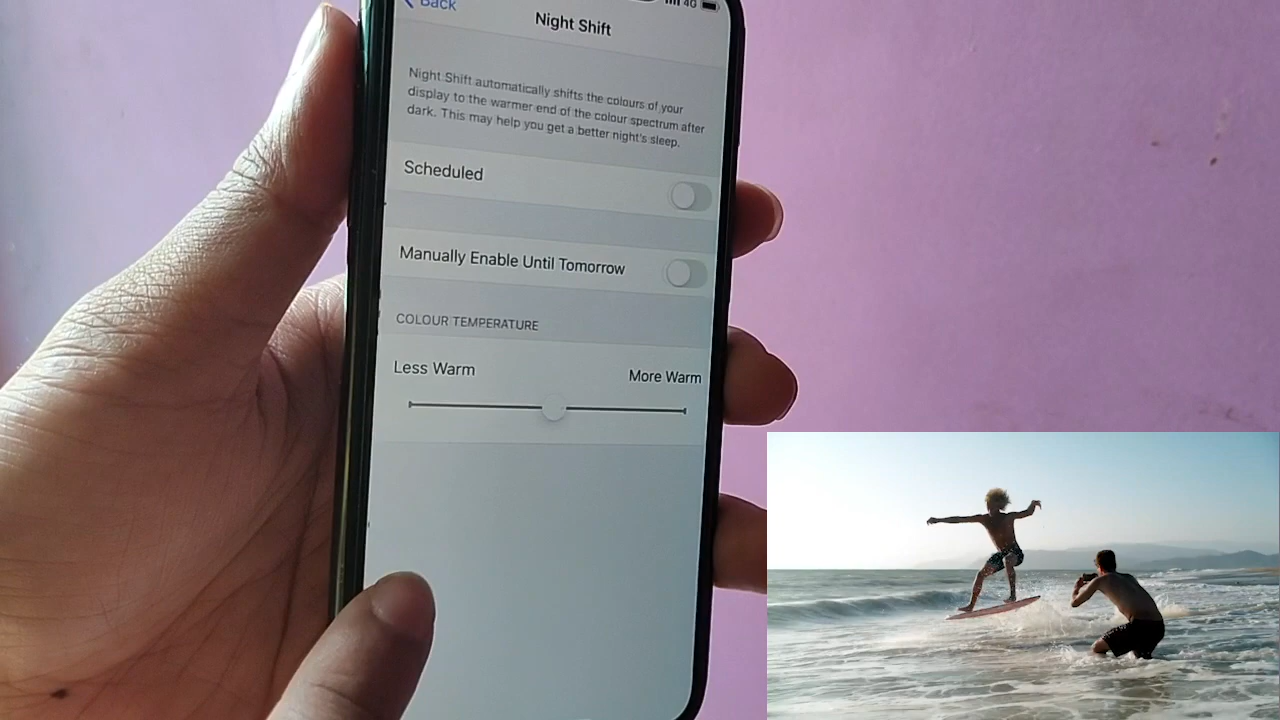 4G
Back
Night Shift
Night Shift automatically shifts the colours of your
display to the warmer end of the colour spectrum after
dark. This may help you get a better night's sleep.
Scheduled
Manually Enable Until Tomorrow
COLOUR TEMPERATURE
Less Warm
More Warm